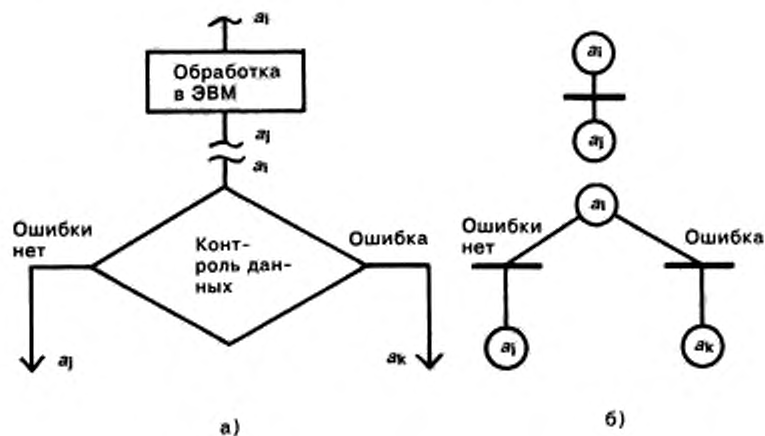 ai
Обработка
в ЭВМ
aj
ai
Ошибки
нет
Конт-
роль дан-
ных
Ошибка
aj
ak
а)
ai
aj
ai
Ошибки
нет
Ошибка
aj
ak
б)